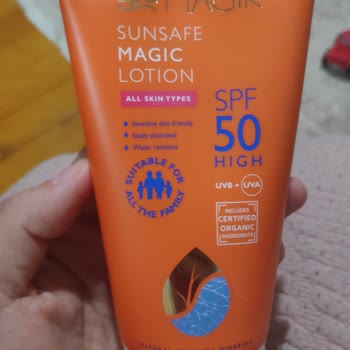 SUNSAFE
MAGIC
LOTION
ALL SKIN TYPES
Sensitive skin friendly
Easily absorbed
Water resistant
SPF
50
HIGH
UVB + UVA
SUITABLE FOR
ALL THE FAMILY
INCLUDES
CERTIFIED
ORGANIC
INGREDIENTS
NATURAL